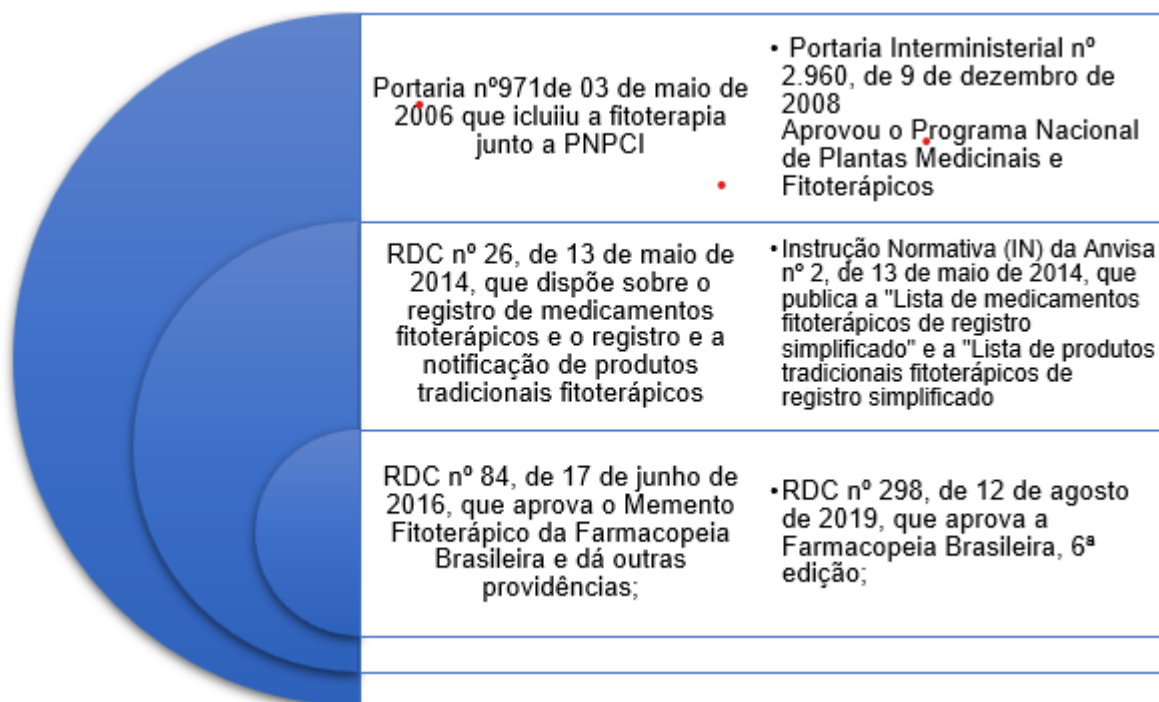 Portaria nº971de 03 de maio de
2006 que icluiiu a fitoterapia
junto a PNPCI
• Portaria Interministerial nº
2.960, de 9 de dezembro de
2008
Aprovou o Programa Nacional
de Plantas Medicinais e
Fitoterápicos
RDC nº 26, de 13 de maio de
2014, que dispõe sobre o
registro de medicamentos
fitoterápicos e o registro e a
notificação de produtos
tradicionais fitoterápicos
•Instrução Normativa (IN) da Anvisa
nº 2, de 13 de maio de 2014, que
publica a "Lista de medicamentos
fitoterápicos de registro
simplificado" e a "Lista de produtos
tradicionais fitoterápicos de
registro simplificado
RDC nº 84, de 17 de junho de
2016, que aprova o Memento
Fitoterápico da Farmacopeia
Brasileira e dá outras
providências;
•RDC nº 298, de 12 de agosto
de 2019, que aprova a
Farmacopeia Brasileira, 6ª
edição;